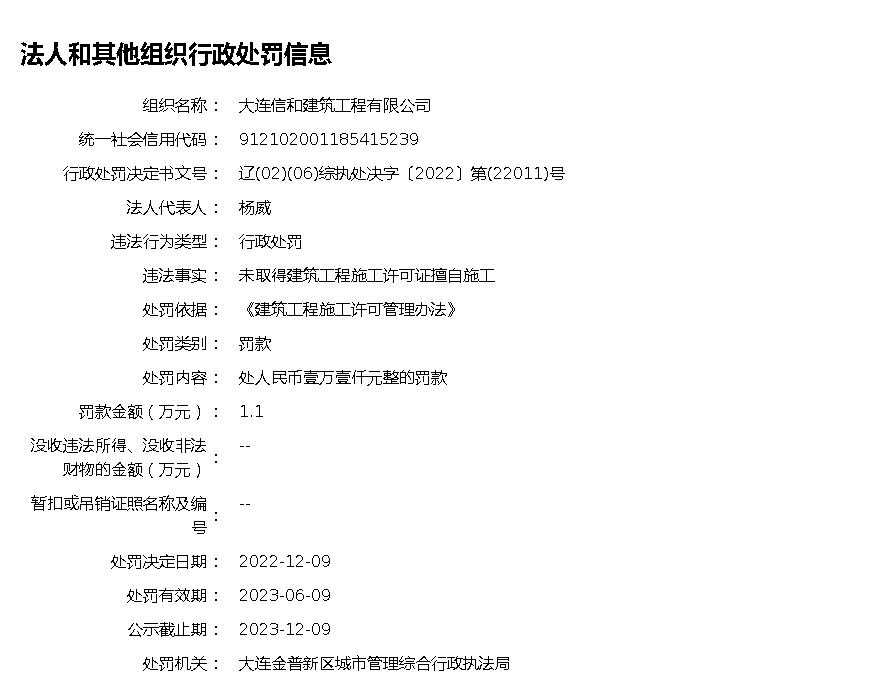 法人和其他组织行政处罚信息
组织名称： 大连信和建筑工程有限公司
统一社会信用代码： 912102001185415239
行政处罚决定书文号： 辽(02)(06)综执处决字〔2022〕第(22011)号
法人代表人： 杨威
违法行为类型： 行政处罚
违法事实： 未取得建筑工程施工许可证擅自施工
处罚依据： 《建筑工程施工许可管理办法》
处罚类别： 罚款
处罚内容： 处人民币壹万壹仟元整的罚款
罚款金额（万元）： 1.1
没收违法所得、没收非法
财物的金额（万元）： --
暂扣或吊销证照名称及编
号： --
处罚决定日期： 2022-12-09
处罚有效期： 2023-06-09
公示截止期： 2023-12-09
处罚机关： 大连金普新区城市管理综合行政执法局